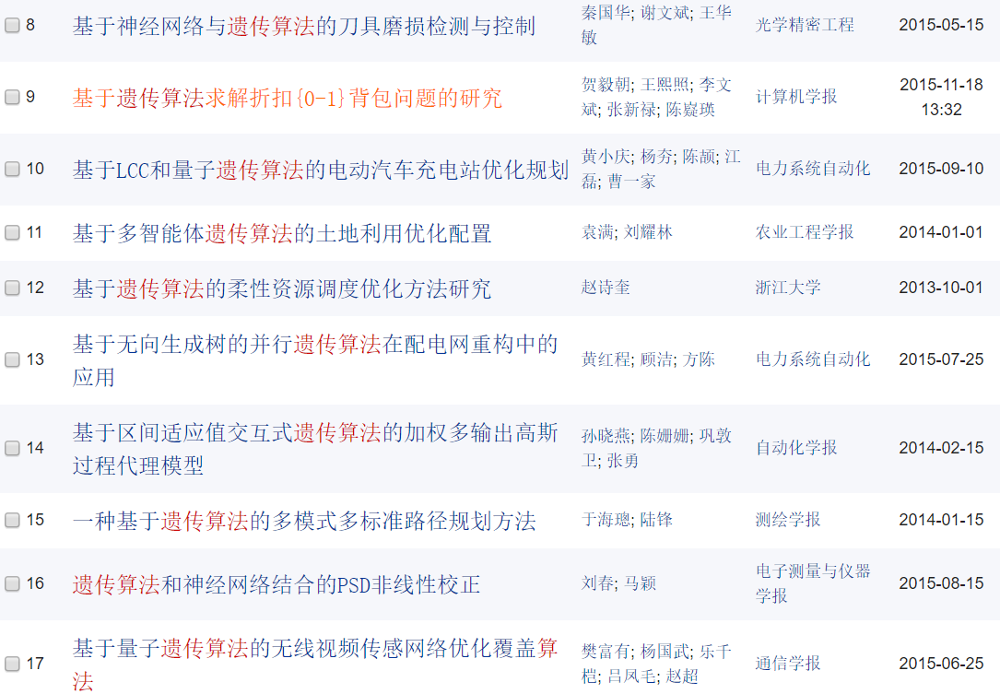 8 基于神经网络与遗传算法的刀具磨损检测与控制 秦国华; 谢文斌; 王华敏 光学精密工程 2015-05-15
9 基于遗传算法求解折扣{0-1}背包问题的研究 贺毅朝; 王熙照; 李文斌; 张新禄; 陈嶷瑛 计算机学报 2015-11-18 13:32
10 基于LCC和量子遗传算法的电动汽车充电站优化规划 黄小庆; 杨夯; 陈颉; 江磊; 曹一家 电力系统自动化 2015-09-10
11 基于多智能体遗传算法的土地利用优化配置 袁满; 刘耀林 农业工程学报 2014-01-01
12 基于遗传算法的柔性资源调度优化方法研究 赵诗奎 浙江大学 2013-10-01
13 基于无向生成树的并行遗传算法在配电网重构中的应用 黄红程; 顾洁; 方陈 电力系统自动化 2015-07-25
14 基于区间适应值交互式遗传算法的加权多输出高斯过程代理模型 孙晓燕; 陈姗姗; 巩敦卫; 张勇 自动化学报 2014-02-15
15 一种基于遗传算法的多模式多标准路径规划方法 于海璁; 陆锋 测绘学报 2014-01-15
16 遗传算法和神经网络结合的PSD非线性校正 刘春; 马颖 电子测量与仪器学报 2015-08-15
17 基于量子遗传算法的无线视频传感网络优化覆盖算法 樊富有; 杨国武; 乐千桤; 吕凤毛; 赵超 通信学报 2015-06-25